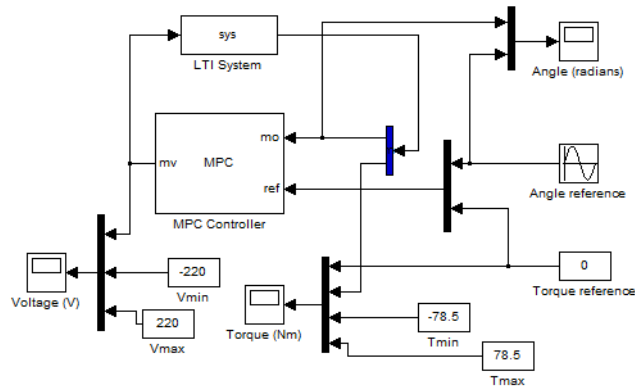 sys
LTI System
Angle (radians)
mo
mv
MPC
ref
MPC Controller
Angle reference
-220
Vmin
Voltage (V)
220
Vmax
0
Torque reference
Torque (Nm)
-78.5
Tmin
78.5
Tmax